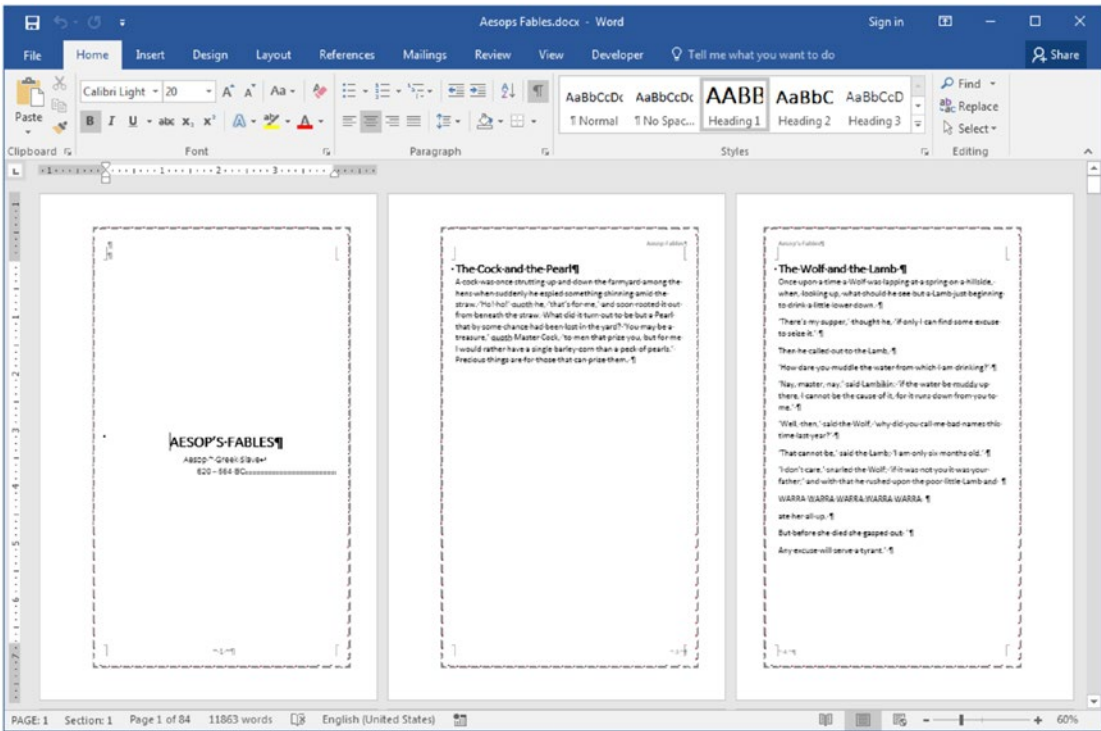 Aesops Fables.docx - Word
Sign in
File Home Insert Design Layout References Mailings Review View Developer Tell me what you want to do Share
Paste
Calibri Light 20
Aa
B I U abc X₂ X²
AaBbCcDc AaBbCcDc AABB AaBbC AaBbCcD
¶ Normal ¶ No Spac... Heading 1 Heading 2 Heading 3
Find
Replace
Select
Clipboard Font Paragraph Styles Editing
AESOP'S·FABLES¶
Aesop·-·Greek·Slave↵
620·–·564·BC
Aesop·Fables¶
The·Cock·and·the·Pearl¶
A·cock·was·once·strutting·up·and·down·the·farmyard·among·the·
hens·when·suddenly·he·espied·something·shinning·amid·the·
straw.·'Ho!·ho!'·quoth·he,·'that's·for·me,'·and·soon·rooted·it·out·
from·beneath·the·straw.·What·did·it·turn·out·to·be·but·a·Pearl·
that·by·some·chance·had·been·lost·in·the·yard?·'You·may·be·a·
treasure,'·quoth·Master·Cock,·'to·men·that·prize·you,·but·for·me·
I·would·rather·have·a·single·barley-corn·than·a·peck·of·pearls.'·
Precious·things·are·for·those·that·can·prize·them.·¶
Aesop's·Fables¶
The·Wolf·and·the·Lamb·¶
Once·upon·a·time·a·Wolf·was·lapping·at·a·spring·on·a·hillside,·
when,·looking·up,·what·should·he·see·but·a·Lamb·just·beginning·
to·drink·a·little·lower·down.·¶
'There's·my·supper,'·thought·he,·'if·only·I·can·find·some·excuse·
to·seize·it.'·¶
Then·he·called·out·to·the·Lamb,·¶
'How·dare·you·muddle·the·water·from·which·I·am·drinking?'·¶
'Nay,·master,·nay,'·said·Lambikin;·'if·the·water·be·muddy·up·
there,·I·cannot·be·the·cause·of·it,·for·it·runs·down·from·you·to·
me.'·¶
'Well,·then,'·said·the·Wolf,·'why·did·you·call·me·bad·names·this·
time·last·year?'·¶
'That·cannot·be,'·said·the·Lamb;·'I·am·only·six·months·old.'·¶
'I·don't·care,'·snarled·the·Wolf;·'if·it·was·not·you·it·was·your·
father;'·and·with·that·he·rushed·upon·the·poor·little·Lamb·and·¶
WARRA·WARRA·WARRA·WARRA·WARRA·¶
ate·her·all·up.·¶
But·before·she·died·she·gasped·out·'¶
Any·excuse·will·serve·a·tyrant.'·¶
PAGE: 1 Section: 1 Page 1 of 84 11863 words English (United States) 60%